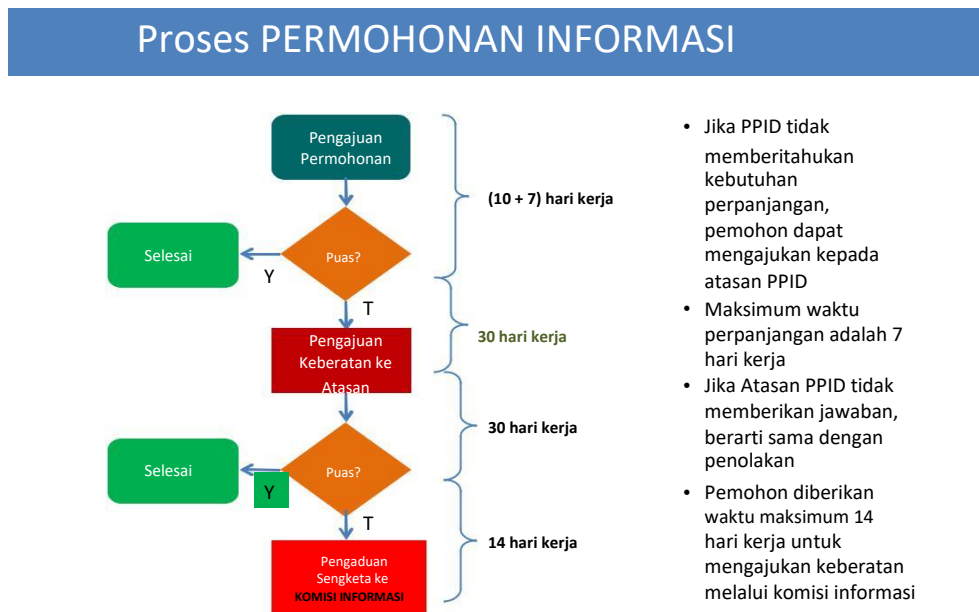 Proses PERMOHONAN INFORMASI
Pengajuan
Permohonan
(10 + 7) hari kerja
Selesai
Puas?
Y
T
Pengajuan
Keberatan ke
Atasan
30 hari kerja
30 hari kerja
Selesai
Puas?
Y
T
Pengaduan
Sengketa ke
KOMISI INFORMASI
14 hari kerja
• Jika PPID tidak
memberitahukan
kebutuhan
perpanjangan,
pemohon dapat
mengajukan kepada
atasan PPID
• Maksimum waktu
perpanjangan adalah 7
hari kerja
• Jika Atasan PPID tidak
memberikan jawaban,
berarti sama dengan
penolakan
• Pemohon diberikan
waktu maksimum 14
hari kerja untuk
mengajukan keberatan
melalui komisi informasi